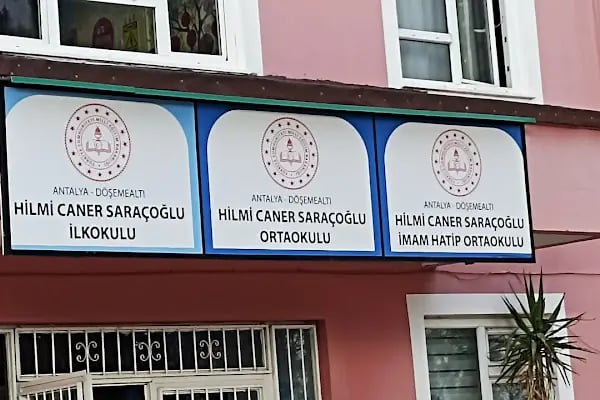 ANTALYA - DÖŞEMEALTI
HİLMİ CANER SARAÇOĞLU
İLKOKULU
ANTALYA - DÖŞEMEALTI
HİLMİ CANER SARAÇOĞLU
ORTAOKULU
ANTALYA - DÖŞEMEALTI
HİLMİ CANER SARAÇOĞLU
İMAM HATİP ORTAOKULU